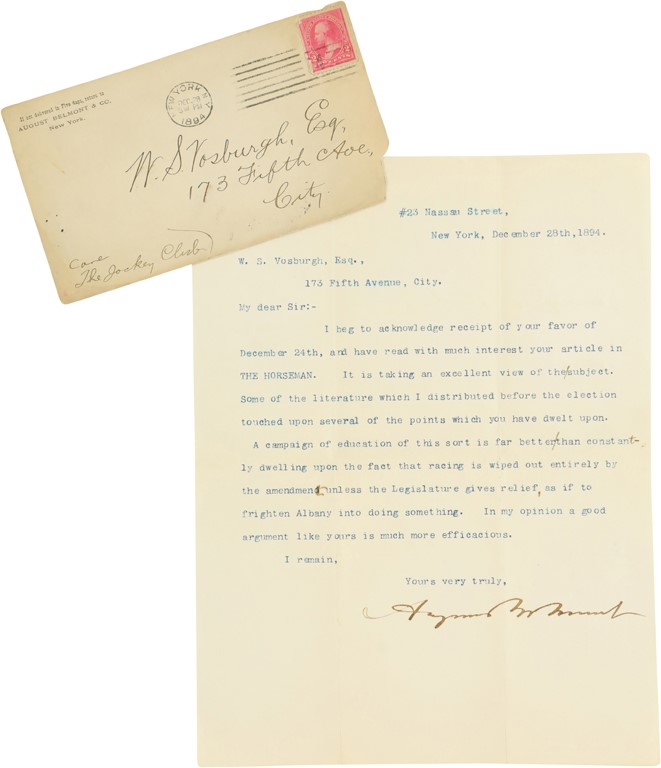 If not delivered in Five days, return to
AUGUST BELMONT & CO.
New York.
NEW YORK, N.Y.
DEC 28
PM
1894
W. S. Vosburgh, Esq,
173 Fifth Ave,
City.
Care
The Jockey Club
#23 Nassau Street,
New York, December 28th, 1894.
W. S. Vosburgh, Esq.,
173 Fifth Avenue, City.
My dear Sir:-
I beg to acknowledge receipt of your favor of
December 24th, and have read with much interest your article in
THE HORSEMAN. It is taking an excellent view of the/subject.
Some of the literature which I distributed before the election
touched upon several of the points which you have dwelt upon.
A campaign of education of this sort is far better/than constant-
ly dwelling upon the fact that racing is wiped out entirely by
the amendment unless the Legislature gives relief, as if to
frighten Albany into doing something. In my opinion a good
argument like yours is much more efficacious.
I remain,
Yours very truly,
August Belmont